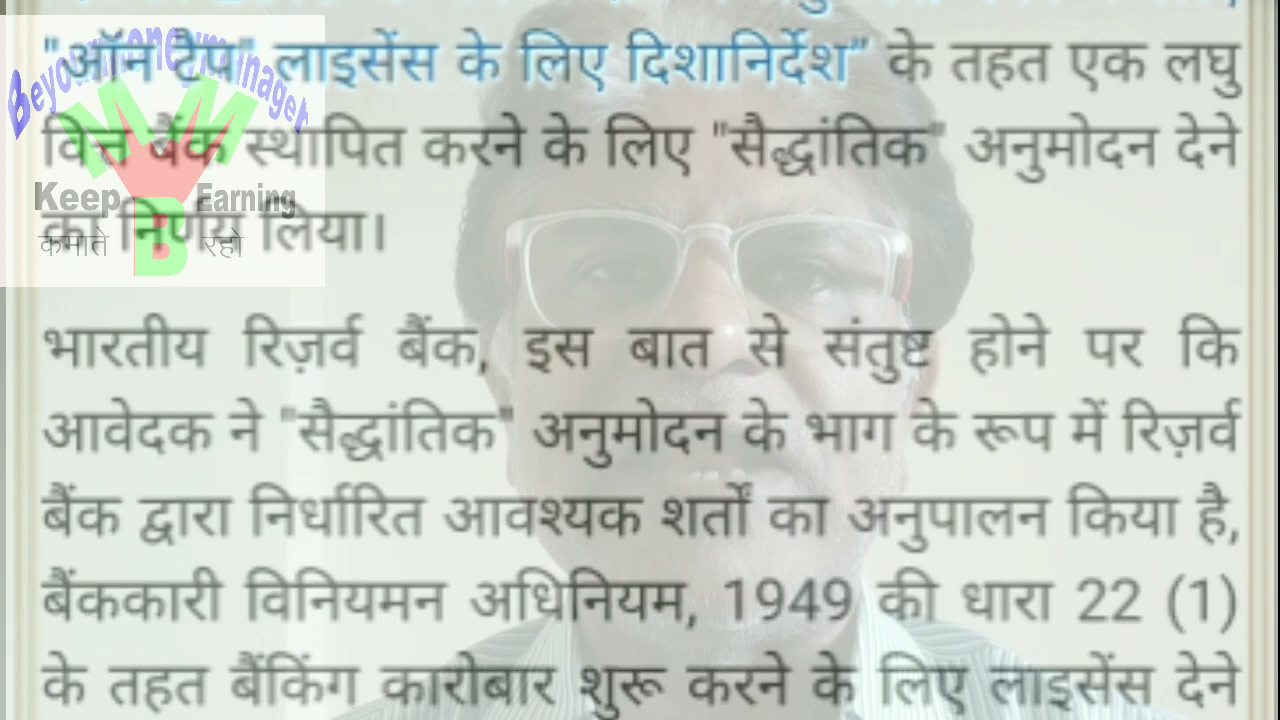 "ऑन टैप" लाइसेंस के लिए दिशानिर्देश” के तहत एक लघु
वित्त बैंक स्थापित करने के लिए "सैद्धांतिक" अनुमोदन देने
का निर्णय लिया।
Beyourmoneymanager
Keep Earning
कमाते रहो
B
भारतीय रिज़र्व बैंक, इस बात से संतुष्ट होने पर कि
आवेदक ने "सैद्धांतिक" अनुमोदन के भाग के रूप में रिज़र्व
बैंक द्वारा निर्धारित आवश्यक शर्तों का अनुपालन किया है,
बैंककारी विनियमन अधिनियम, 1949 की धारा 22 (1)
के तहत बैंकिंग कारोबार शुरू करने के लिए लाइसेंस देने